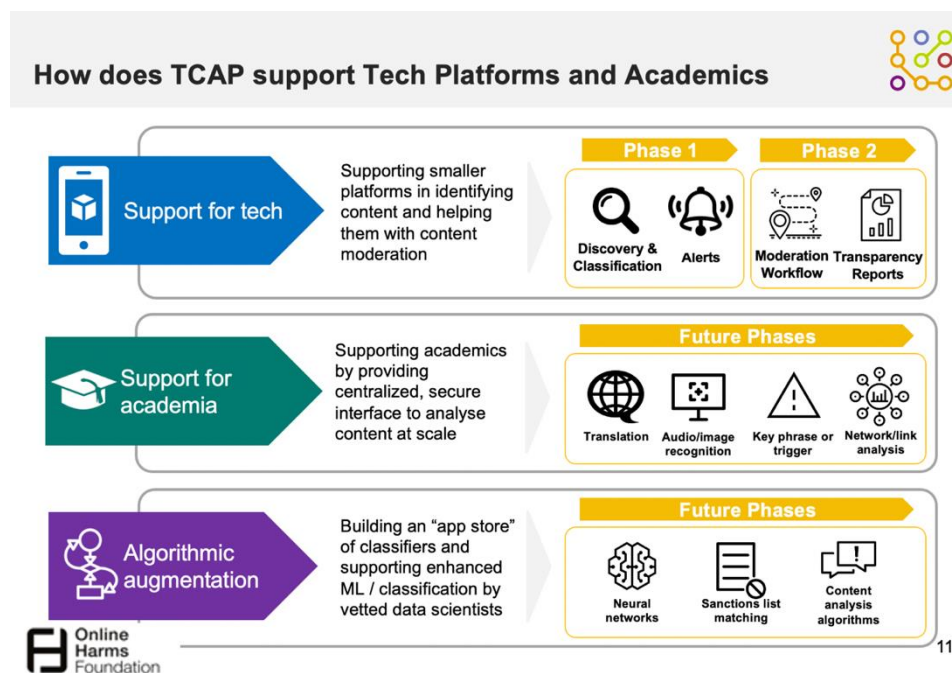 How does TCAP support Tech Platforms and Academics
Support for tech
Supporting smaller
platforms in identifying
content and helping
them with content
moderation
Phase 1
Discovery &
Classification
Alerts
Phase 2
Moderation
Workflow
Transparency
Reports
Support for
academia
Supporting academics
by providing
centralized, secure
interface to analyse
content at scale
Future Phases
Translation
Audio/image
recognition
Key phrase or
trigger
Network/link
analysis
Algorithmic
augmentation
Building an “app store”
of classifiers and
supporting enhanced
ML / classification by
vetted data scientists
Future Phases
Neural
networks
Sanctions list
matching
Content
analysis
algorithms
Online
Harms
Foundation
11